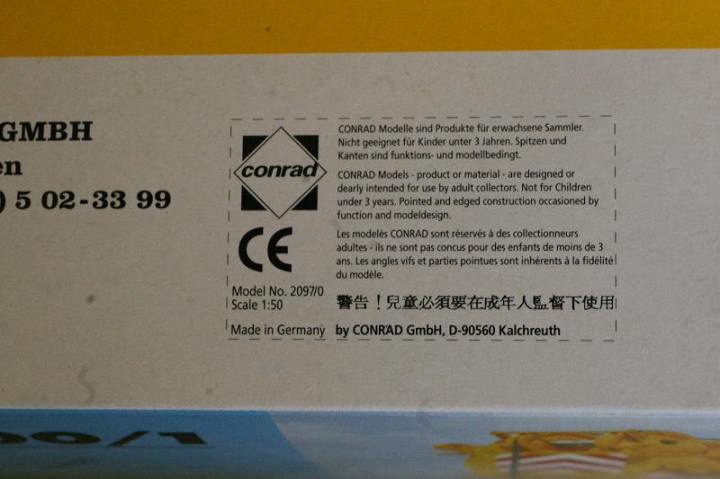 GMBH
en
) 5 02-33 99
conrad
CE
Model No. 2097/0
Scale 1:50
Made in Germany
CONRAD Modelle sind Produkte für erwachsene Sammler.
Nicht geeignet für Kinder unter 3 Jahren. Spitzen und
Kanten sind funktions- und modellbedingt.
CONRAD Models - product or material - are designed or
dearly intended for use by adult collectors. Not for Children
under 3 years. Pointed and edged construction occasioned by
function and modeldesign.
Les modelés CONRAD sont réservés à des collectionneurs
adultes - ils ne sont pas concus pour des enfants de moins de 3
ans. Les angles vifs et parties pointues sont inhérents à la fidélité
du modèle.
警告！兒童必須要在成年人監督下使用
by CONRAD GmbH, D-90560 Kalchreuth
00/1